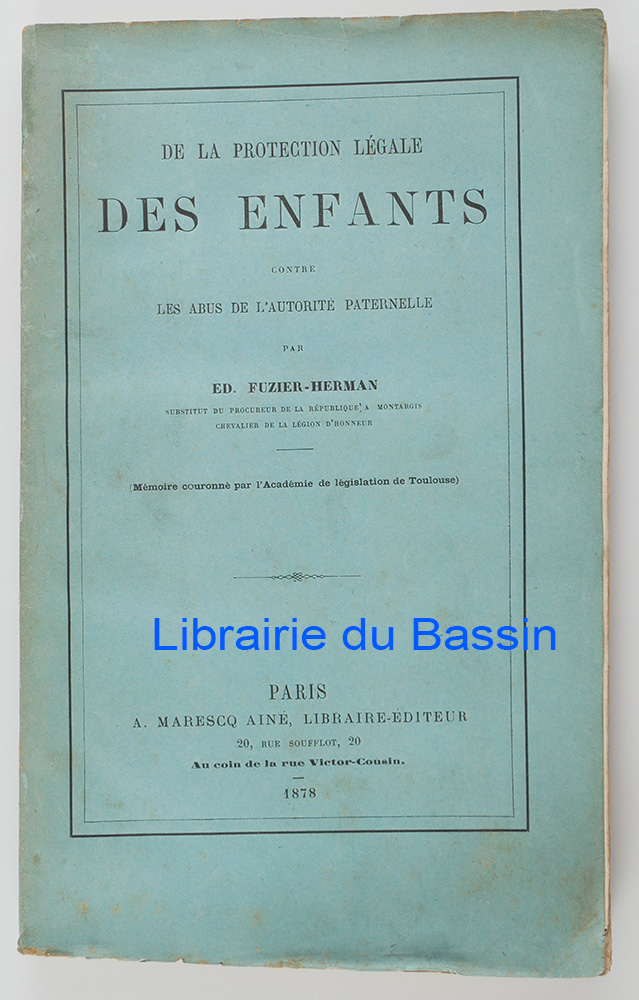 DE LA PROTECTION LÉGALE
DES ENFANTS
CONTRE
LES ABUS DE L'AUTORITÉ PATERNELLE
PAR
ED. FUZIER-HERMAN
SUBSTITUT DU PROCUREUR DE LA RÉPUBLIQUE A MONTARGIS
CHEVALIER DE LA LÉGION D'HONNEUR
(Mémoire couronné par l'Académie de législation de Toulouse)
Librairie du Bassin
PARIS
A. MARESCQ AINÉ, LIBRAIRE-ÉDITEUR
20, RUE SOUFFLOT, 20
Au coin de la rue Victor-Cousin.
1878